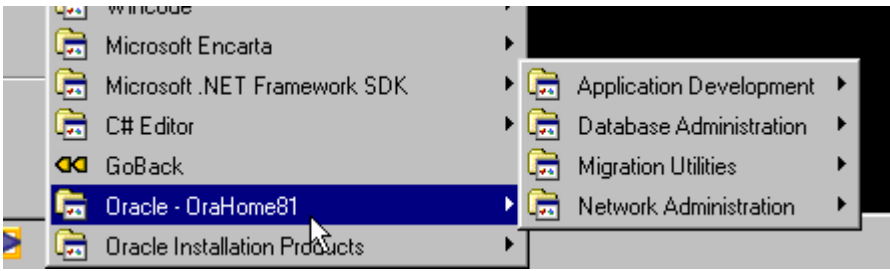 Wincode
Microsoft Encarta
Microsoft .NET Framework SDK
C# Editor
GoBack
Oracle - OraHome81
Oracle Installation Products
Application Development
Database Administration
Migration Utilities
Network Administration